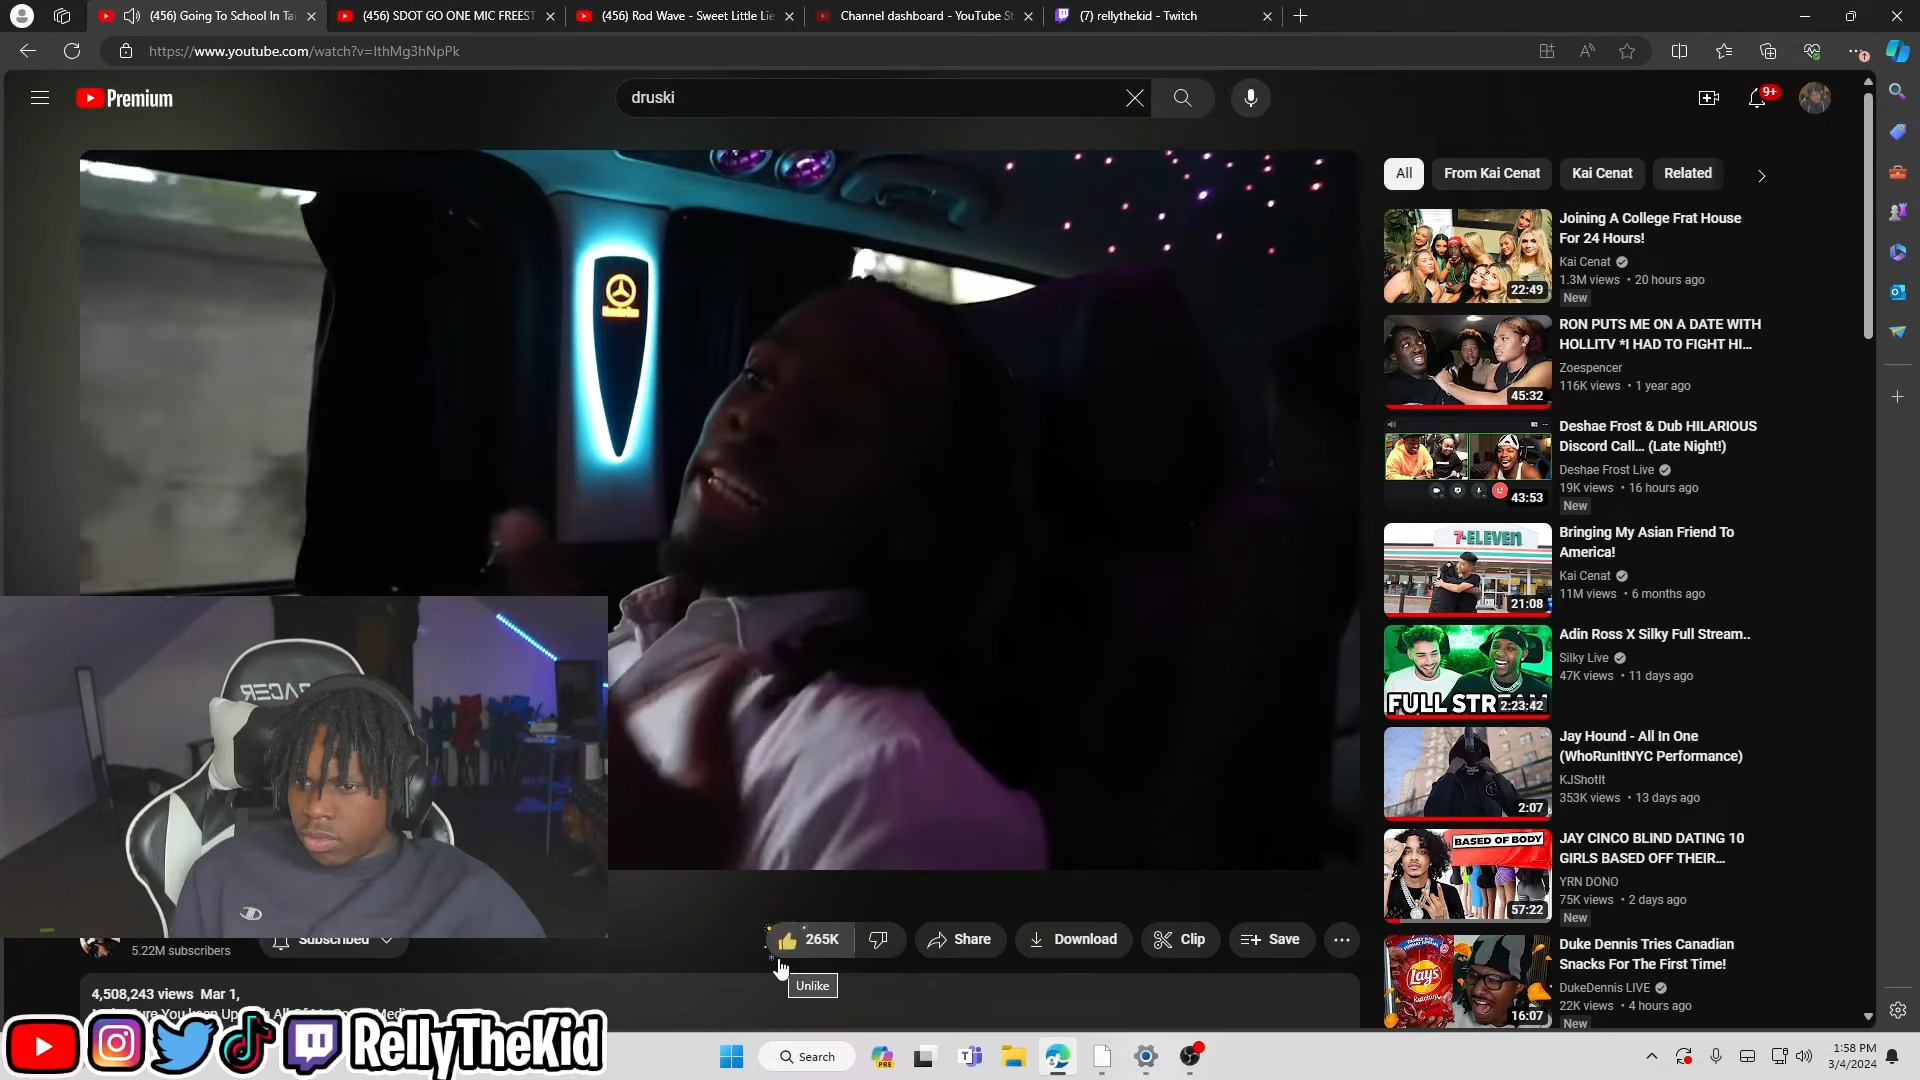 (456) Going To School In Tai
(456) SDOT GO ONE MIC FREEST
(456) Rod Wave - Sweet Little Lie
Channel dashboard - YouTube St
(7) rellythekid - Twitch
https://www.youtube.com/watch?v=IthMg3hNpPk
Premium
druski
9+
All
From Kai Cenat
Kai Cenat
Related
Joining A College Frat House
For 24 Hours!
Kai Cenat
1.3M views • 20 hours ago
New
22:49
RON PUTS ME ON A DATE WITH
HOLLITV *I HAD TO FIGHT HI...
Zoespencer
116K views • 1 year ago
45:32
Deshae Frost & Dub HILARIOUS
Discord Call... (Late Night!)
Deshae Frost Live
19K views • 16 hours ago
New
43:53
7-ELEVEN
Bringing My Asian Friend To
America!
Kai Cenat
11M views • 6 months ago
21:08
Adin Ross X Silky Full Stream..
Silky Live
47K views • 11 days ago
FULL STREAM
2:23:42
Jay Hound - All In One
(WhoRunItNYC Performance)
KJShotIt
353K views • 13 days ago
2:07
BASED OF BODY
JAY CINCO BLIND DATING 10
GIRLS BASED OFF THEIR...
YRN DONO
75K views • 2 days ago
New
57:22
Lay's
Duke Dennis Tries Canadian
Snacks For The First Time!
DukeDennis LIVE
22K views • 4 hours ago
New
16:07
RACER
5.22M subscribers
Subscribed
265K
Share
Download
Clip
Save
Unlike
4,508,243 views Mar 1,
RellyTheKid
Search
PRE
1:58 PM
3/4/2024